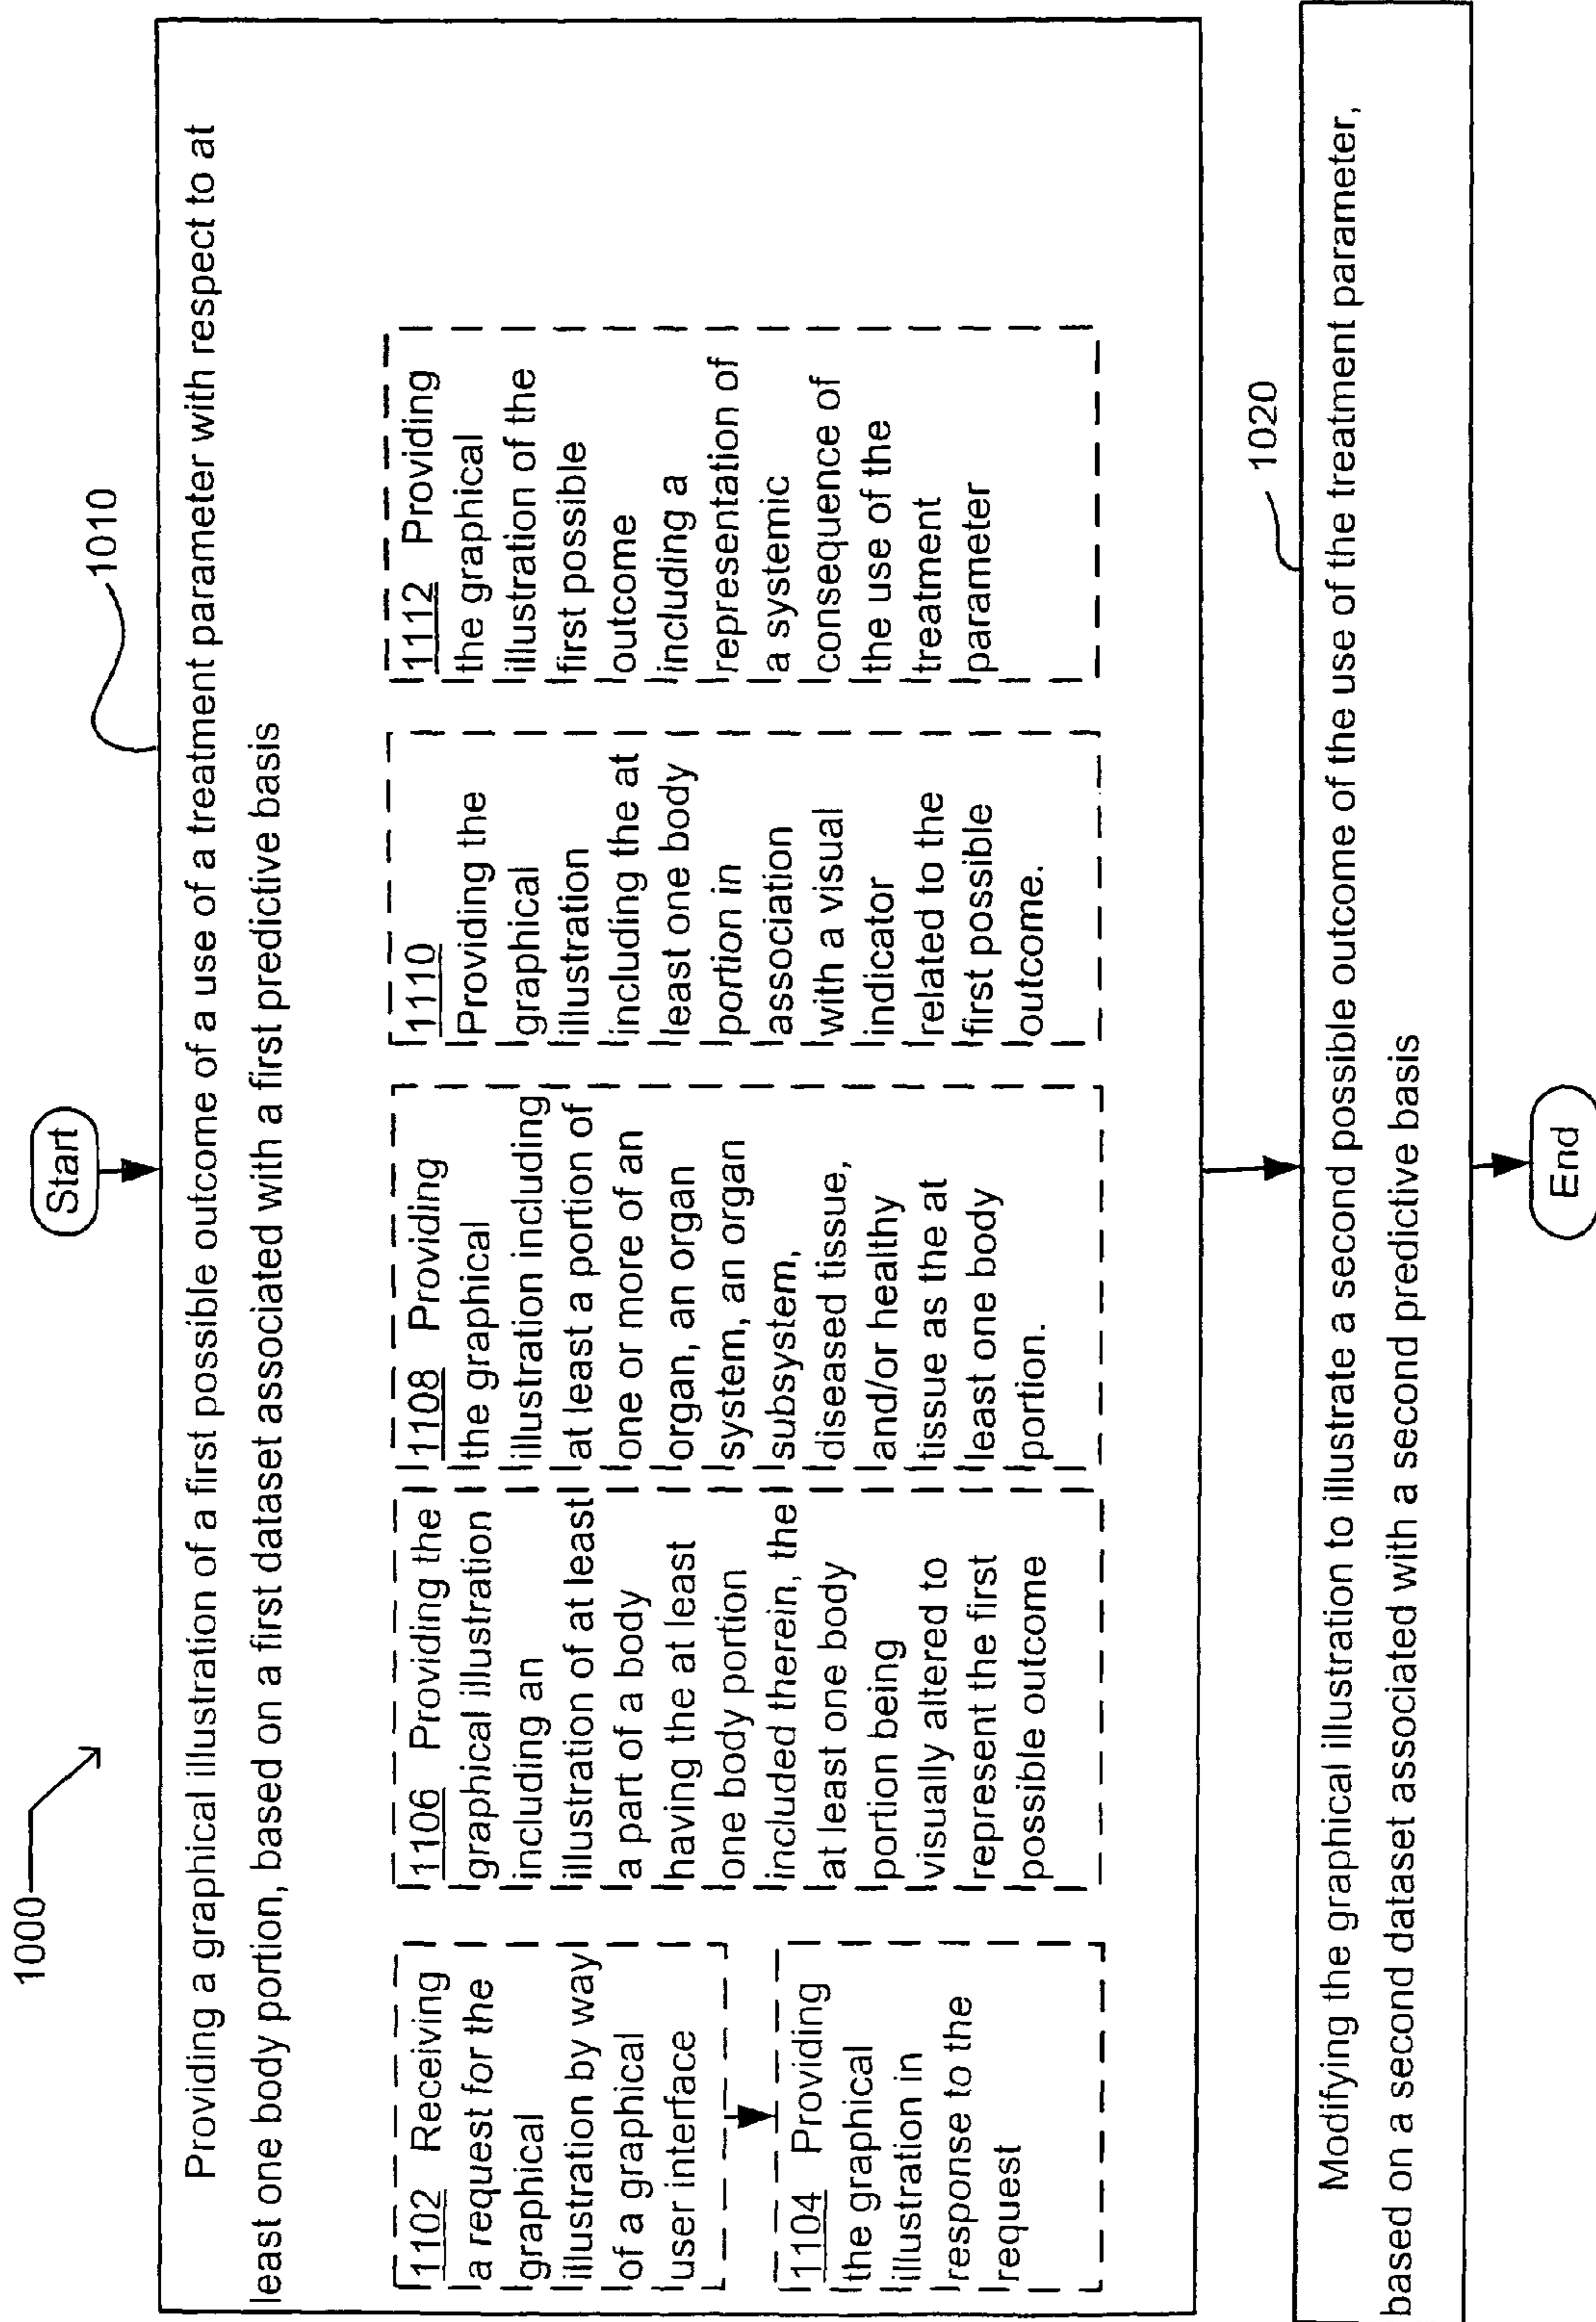 1000
Start
1010
Providing a graphical illustration of a first possible outcome of a use of a treatment parameter with respect to at
least one body portion, based on a first dataset associated with a first predictive basis
1102 Receiving
a request for the
graphical
illustration by way
of a graphical
user interface
1104 Providing
the graphical
illustration in
response to the
request
1106 Providing the
graphical illustration
including an
illustration of at least
a part of a body
having the at least
one body portion
included therein, the
at least one body
portion being
visually altered to
represent the first
possible outcome
1108 Providing
the graphical
illustration including
at least a portion of
one or more of an
organ, an organ
system, an organ
subsystem,
diseased tissue,
and/or healthy
tissue as the at
least one body
portion.
1110
Providing the
graphical
illustration
including the at
least one body
portion in
association
with a visual
indicator
related to the
first possible
outcome.
1112 Providing
the graphical
illustration of the
first possible
outcome
including a
representation of
a systemic
consequence of
the use of the
treatment
parameter
1020
Modifying the graphical illustration to illustrate a second possible outcome of the use of the treatment parameter,
based on a second dataset associated with a second predictive basis
End